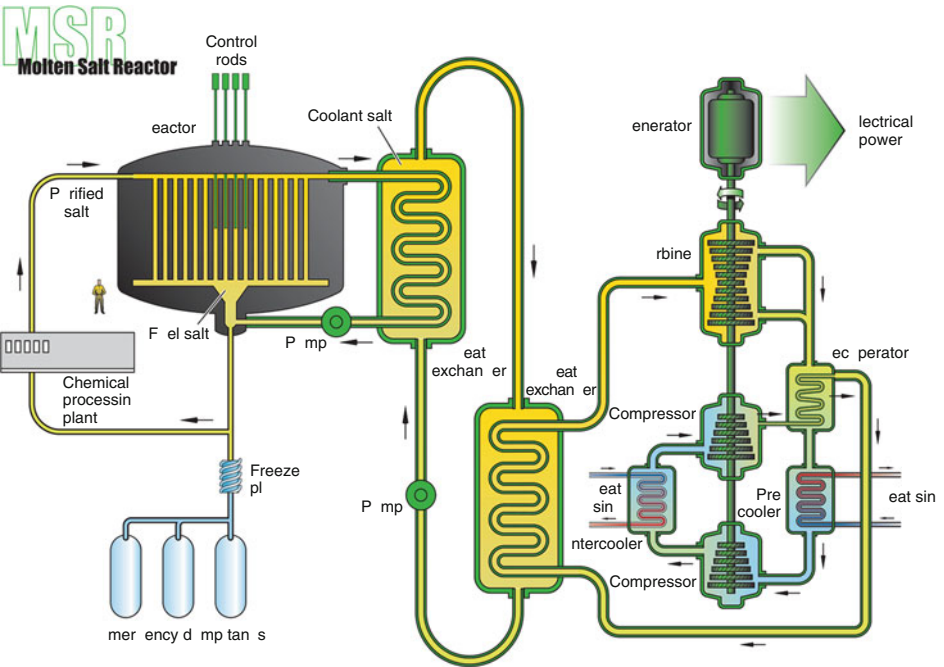 MSR
Molten Salt Reactor
Control
rods
Coolant salt
eactor
enerator
lectrical
power
P rified
salt
rbine
F el salt
P mp
eat
exchan er
eat
exchan er
ec perator
Chemical
processin
plant
Compressor
Freeze
pl
P mp
eat
sin
Pre
cooler
eat sin
ntercooler
Compressor
mer ency d mp tan s